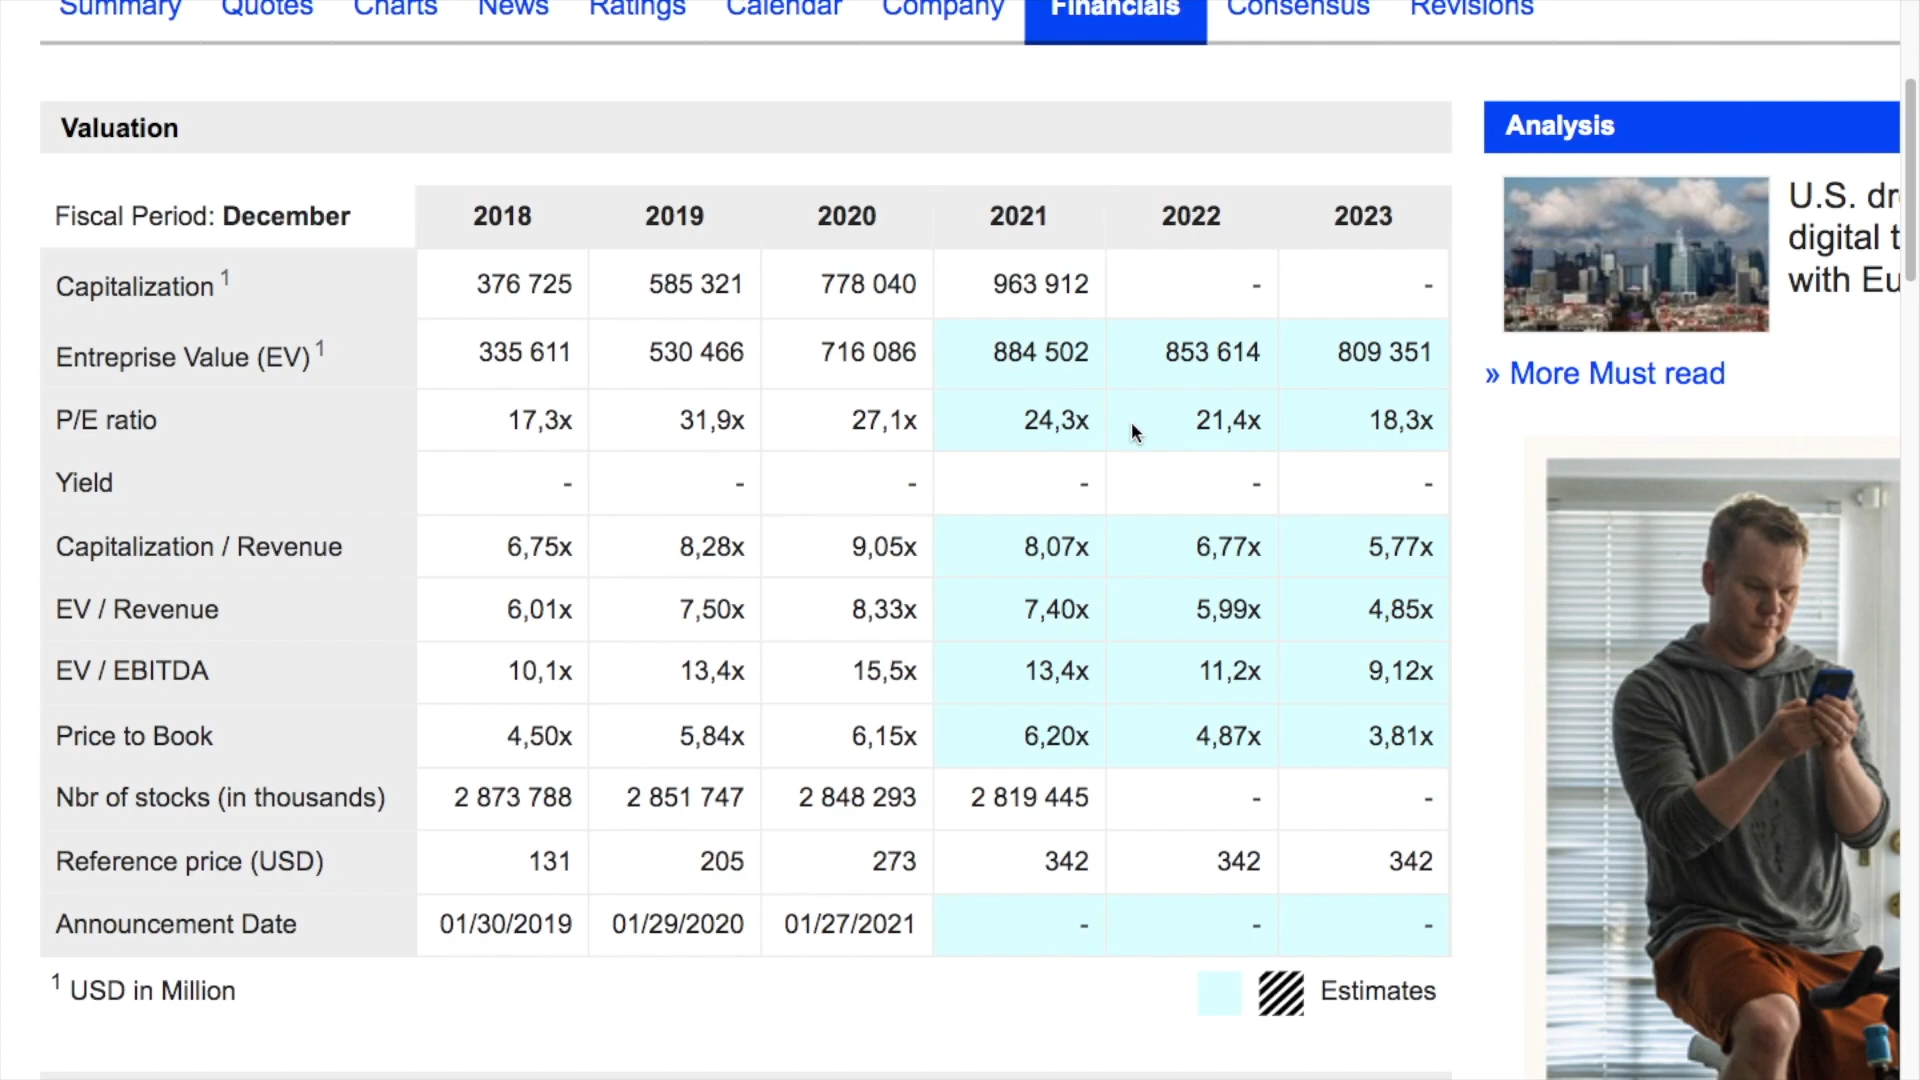 Summary Quotes Charts News Ratings Calendar Company Financials Consensus Revisions
Valuation
Fiscal Period: December 2018 2019 2020 2021 2022 2023
Capitalization 1 376 725 585 321 778 040 963 912 - -
Entreprise Value (EV) 1 335 611 530 466 716 086 884 502 853 614 809 351
P/E ratio 17,3x 31,9x 27,1x 24,3x 21,4x 18,3x
Yield - - - - - -
Capitalization / Revenue 6,75x 8,28x 9,05x 8,07x 6,77x 5,77x
EV / Revenue 6,01x 7,50x 8,33x 7,40x 5,99x 4,85x
EV / EBITDA 10,1x 13,4x 15,5x 13,4x 11,2x 9,12x
Price to Book 4,50x 5,84x 6,15x 6,20x 4,87x 3,81x
Nbr of stocks (in thousands) 2 873 788 2 851 747 2 848 293 2 819 445 - -
Reference price (USD) 131 205 273 342 342 342
Announcement Date 01/30/2019 01/29/2020 01/27/2021 - - -
1 USD in Million
Estimates
Analysis
U.S. dr
digital t
with Eu
» More Must read